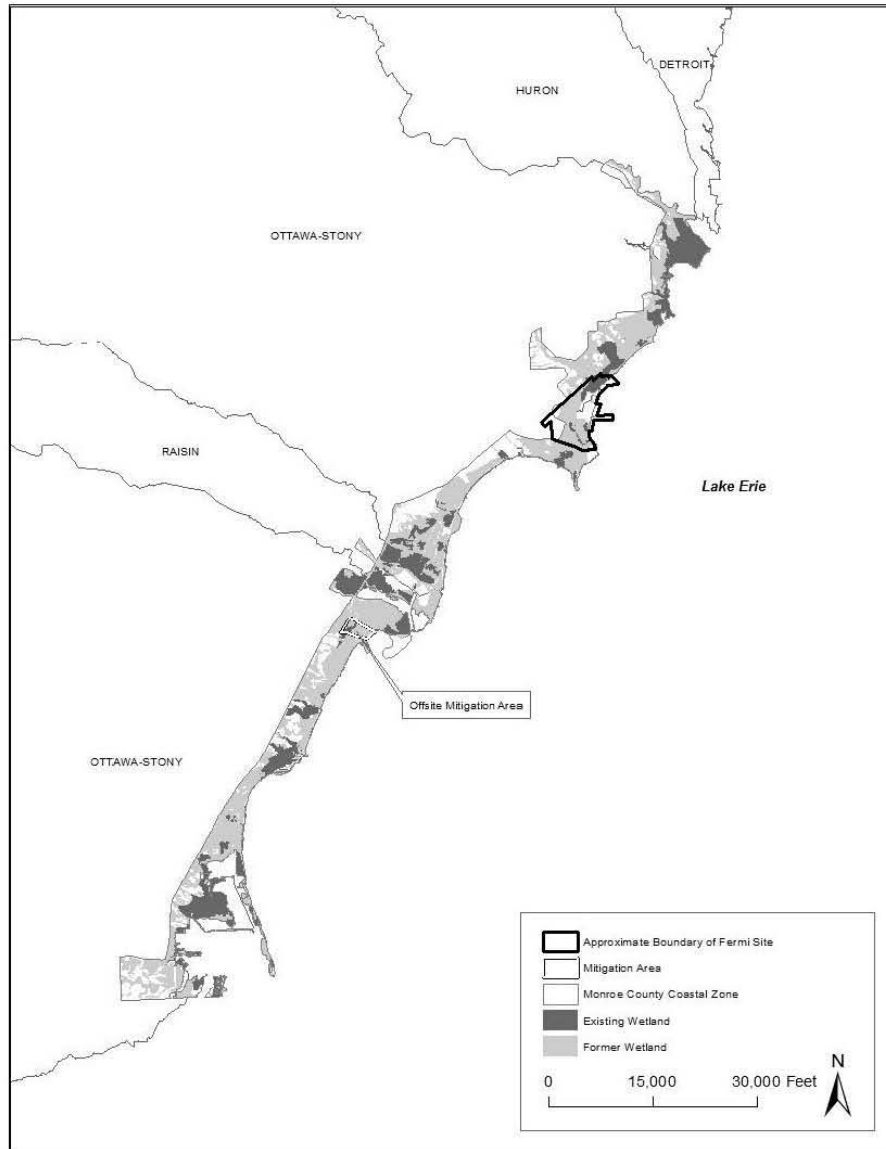 DETROIT
HURON
OTTAWA-STONY
RAISIN
Lake Erie
Offsite Mitigation Area
OTTAWA-STONY
Approximate Boundary of Fermi Site
Mitigation Area
Monroe County Coastal Zone
Existing Wetland
Former Wetland
N
0 15,000 30,000 Feet